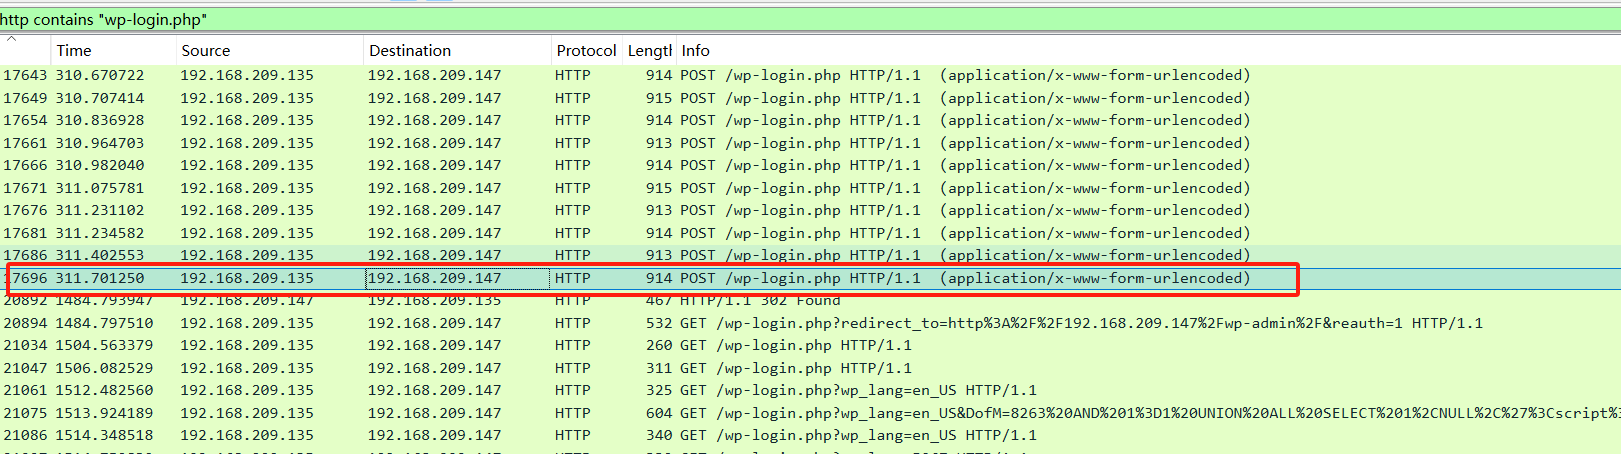 http contains "wp-login.php"
Time Source Destination Protocol Length Info
17643 310.670722 192.168.209.135 192.168.209.147 HTTP 914 POST /wp-login.php HTTP/1.1 (application/x-www-form-urlencoded)
17649 310.707414 192.168.209.135 192.168.209.147 HTTP 915 POST /wp-login.php HTTP/1.1 (application/x-www-form-urlencoded)
17654 310.836928 192.168.209.135 192.168.209.147 HTTP 914 POST /wp-login.php HTTP/1.1 (application/x-www-form-urlencoded)
17661 310.964703 192.168.209.135 192.168.209.147 HTTP 913 POST /wp-login.php HTTP/1.1 (application/x-www-form-urlencoded)
17666 310.982040 192.168.209.135 192.168.209.147 HTTP 914 POST /wp-login.php HTTP/1.1 (application/x-www-form-urlencoded)
17671 311.075781 192.168.209.135 192.168.209.147 HTTP 915 POST /wp-login.php HTTP/1.1 (application/x-www-form-urlencoded)
17676 311.231102 192.168.209.135 192.168.209.147 HTTP 913 POST /wp-login.php HTTP/1.1 (application/x-www-form-urlencoded)
17681 311.234582 192.168.209.135 192.168.209.147 HTTP 914 POST /wp-login.php HTTP/1.1 (application/x-www-form-urlencoded)
17686 311.402553 192.168.209.135 192.168.209.147 HTTP 913 POST /wp-login.php HTTP/1.1 (application/x-www-form-urlencoded)
17696 311.701250 192.168.209.135 192.168.209.147 HTTP 914 POST /wp-login.php HTTP/1.1 (application/x-www-form-urlencoded)
20892 1484.793947 192.168.209.147 192.168.209.135 HTTP 467 HTTP/1.1 302 Found
20894 1484.797510 192.168.209.135 192.168.209.147 HTTP 532 GET /wp-login.php?redirect_to=http%3A%2F%2F192.168.209.147%2Fwp-admin%2F&reauth=1 HTTP/1.1
21034 1504.563379 192.168.209.135 192.168.209.147 HTTP 260 GET /wp-login.php HTTP/1.1
21047 1506.082529 192.168.209.135 192.168.209.147 HTTP 311 GET /wp-login.php HTTP/1.1
21061 1512.482560 192.168.209.135 192.168.209.147 HTTP 325 GET /wp-login.php?wp_lang=en_US HTTP/1.1
21075 1513.924189 192.168.209.135 192.168.209.147 HTTP 604 GET /wp-login.php?wp_lang=en_US&DofM=8263%20AND%201%3D1%20UNION%20ALL%20SELECT%201%2CNULL%2C%27%3Cscript%3
21086 1514.348518 192.168.209.135 192.168.209.147 HTTP 340 GET /wp-login.php?wp_lang=en_US HTTP/1.1